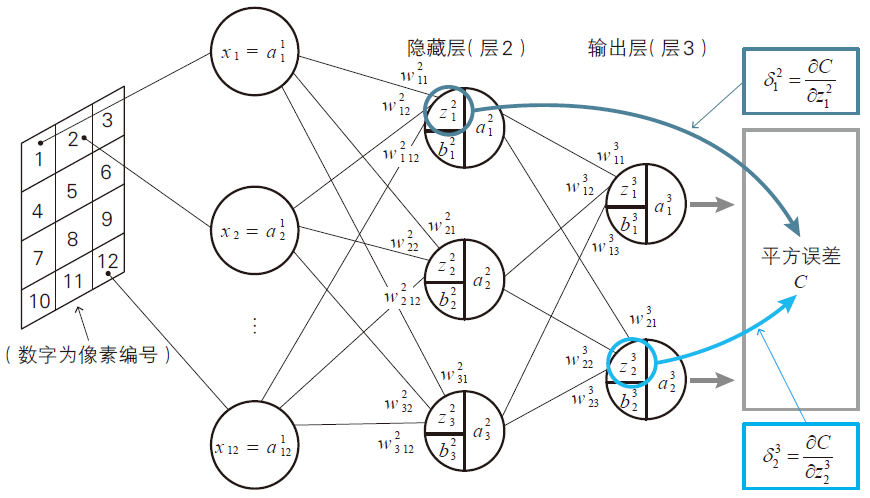 隐藏层(层2)
输出层(层3)
x₁ = a₁¹
x₂ = a₂¹
⋮
x₁₂ = a₁₂¹
1 2 3
4 5 6
7 8 9
10 11 12
(数字为像素编号)
w₁₁²
w₁₂²
w₁ ₁₂²
z₁² a₁²
b₁²
w₂₁²
w₂₂²
w₂ ₁₂²
z₂² a₂²
b₂²
w₃₁²
w₃₂²
w₃ ₁₂²
z₃² a₃²
b₃²
w₁₁³
w₁₂³
w₁₃³
z₁³ a₁³
b₁³
w₂₁³
w₂₂³
w₂₃³
z₂³ a₂³
b₂³
δ₁² = ∂C/∂z₁²
平方误差
C
δ₂³ = ∂C/∂z₂³